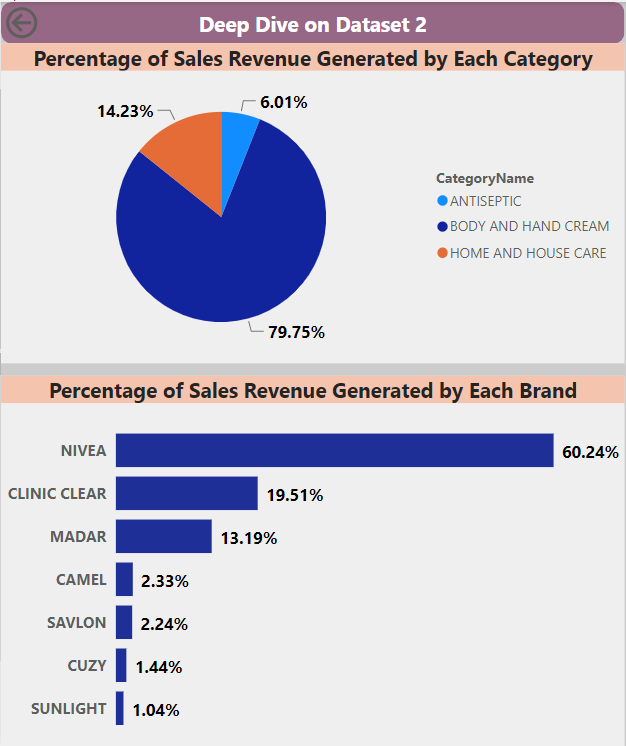 Deep Dive on Dataset 2
Percentage of Sales Revenue Generated by Each Category
6.01%
14.23%
79.75%
CategoryName
ANTISEPTIC
BODY AND HAND CREAM
HOME AND HOUSE CARE
Percentage of Sales Revenue Generated by Each Brand
NIVEA 60.24%
CLINIC CLEAR 19.51%
MADAR 13.19%
CAMEL 2.33%
SAVLON 2.24%
CUZY 1.44%
SUNLIGHT 1.04%